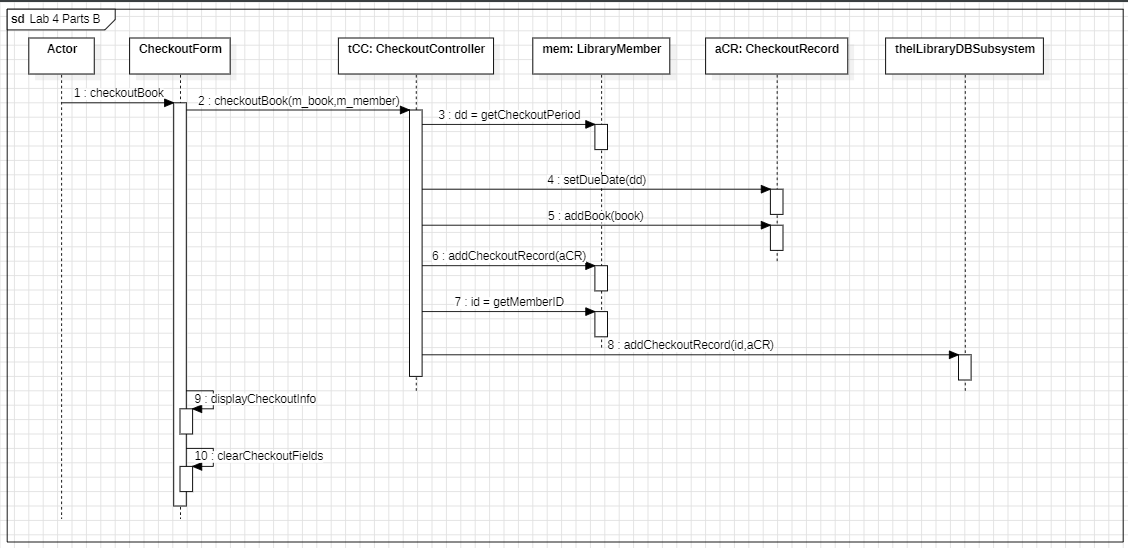 sd Lab 4 Parts B
Actor
CheckoutForm
tCC: CheckoutController
mem: LibraryMember
aCR: CheckoutRecord
theILibraryDBSubsystem
1 : checkoutBook
2 : checkoutBook(m_book,m_member)
3 : dd = getCheckoutPeriod
4 : setDueDate(dd)
5 : addBook(book)
6 : addCheckoutRecord(aCR)
7 : id = getMemberID
8 : addCheckoutRecord(id,aCR)
9 : displayCheckoutInfo
10 : clearCheckoutFields